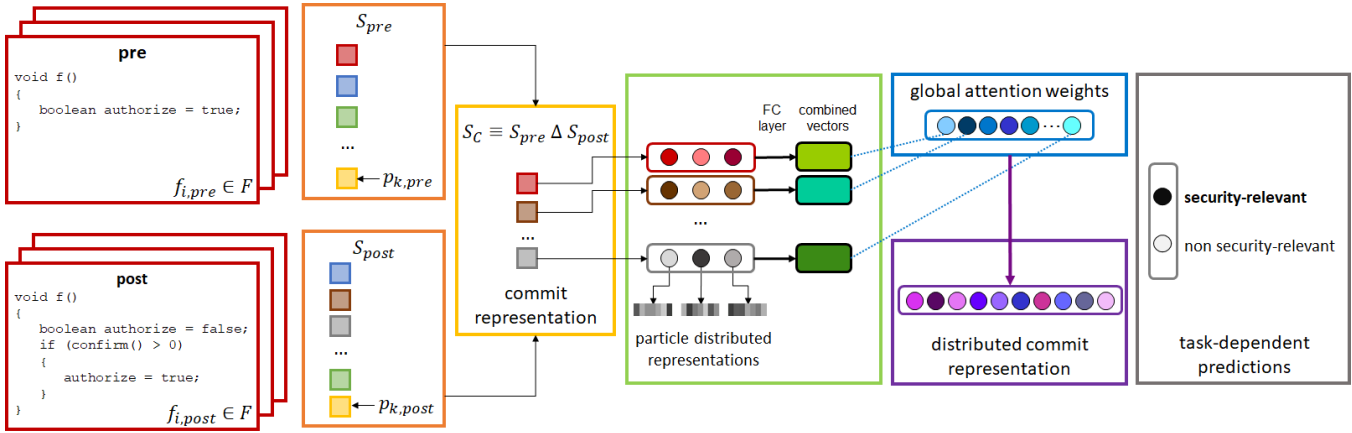 pre
void f()
{
boolean authorize = true;
}
f_{i,pre} ∈ F
S_{pre}
...
p_{k,pre}
post
void f()
{
boolean authorize = false;
if (confirm() > 0)
{
authorize = true;
}
}
f_{i,post} ∈ F
S_{post}
...
p_{k,post}
S_C ≡ S_{pre} Δ S_{post}
...
commit
representation
FC
layer
combined
vectors
...
particle distributed
representations
global attention weights
...
distributed commit
representation
security-relevant
non security-relevant
task-dependent
predictions